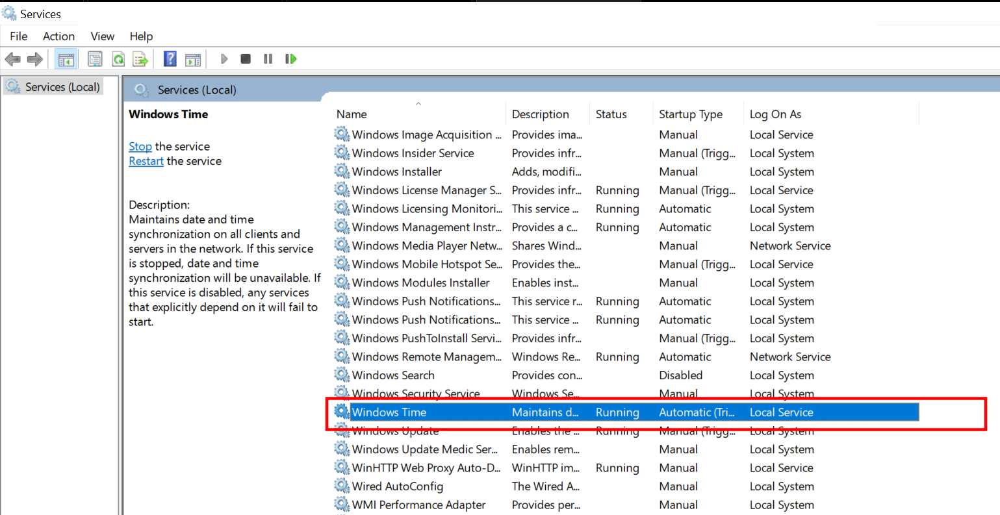 Services
File Action View Help
Services (Local)
Services (Local)
Windows Time
Stop the service
Restart the service
Description:
Maintains date and time
synchronization on all clients and
servers in the network. If this service
is stopped, date and time
synchronization will be unavailable. If
this service is disabled, any services
that explicitly depend on it will fail to
start.
Name Description Status Startup Type Log On As
Windows Image Acquisition ... Provides ima... Manual Local Service
Windows Insider Service Provides infr... Manual (Trigg... Local System
Windows Installer Adds, modifi... Manual Local System
Windows License Manager S... Provides infr... Running Manual (Trigg... Local Service
Windows Licensing Monitori... This service ... Running Automatic Local System
Windows Management Instr... Provides a c... Running Automatic Local System
Windows Media Player Netw... Shares Wind... Manual Network Service
Windows Mobile Hotspot Se... Provides the... Manual (Trigg... Local Service
Windows Modules Installer Enables inst... Manual Local System
Windows Push Notifications... This service r... Running Automatic Local System
Windows Push Notifications... This service ... Running Automatic Local System
Windows PushToInstall Servi... Provides infr... Manual (Trigg... Local System
Windows Remote Managem... Windows Re... Running Automatic Network Service
Windows Search Provides con... Disabled Local System
Windows Security Service Windows Se... Manual Local System
Windows Time Maintains d... Running Automatic (Tri... Local Service
Windows Update Enables the ... Running Manual (Trigg... Local System
Windows Update Medic Ser... Enables rem... Manual Local System
WinHTTP Web Proxy Auto-D... WinHTTP im... Running Manual Local Service
Wired AutoConfig The Wired A... Manual Local System
WMI Performance Adapter Provides per... Manual Local System